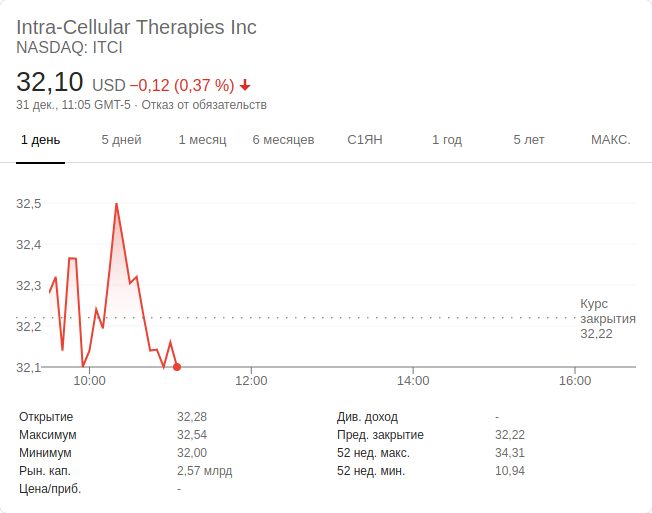 Intra-Cellular Therapies Inc
NASDAQ: ITCI
32,10 USD −0,12 (0,37 %)
31 дек., 11:05 GMT-5 · Отказ от обязательств
1 день 5 дней 1 месяц 6 месяцев С1ЯН 1 год 5 лет МАКС.
32,5
32,4
32,3
32,2
32,1
Курс
закрытия
32,22
10:00 12:00 14:00 16:00
Открытие 32,28 Див. доход -
Максимум 32,54 Пред. закрытие 32,22
Минимум 32,00 52 нед. макс. 34,31
Рын. кап. 2,57 млрд 52 нед. мин. 10,94
Цена/приб. -